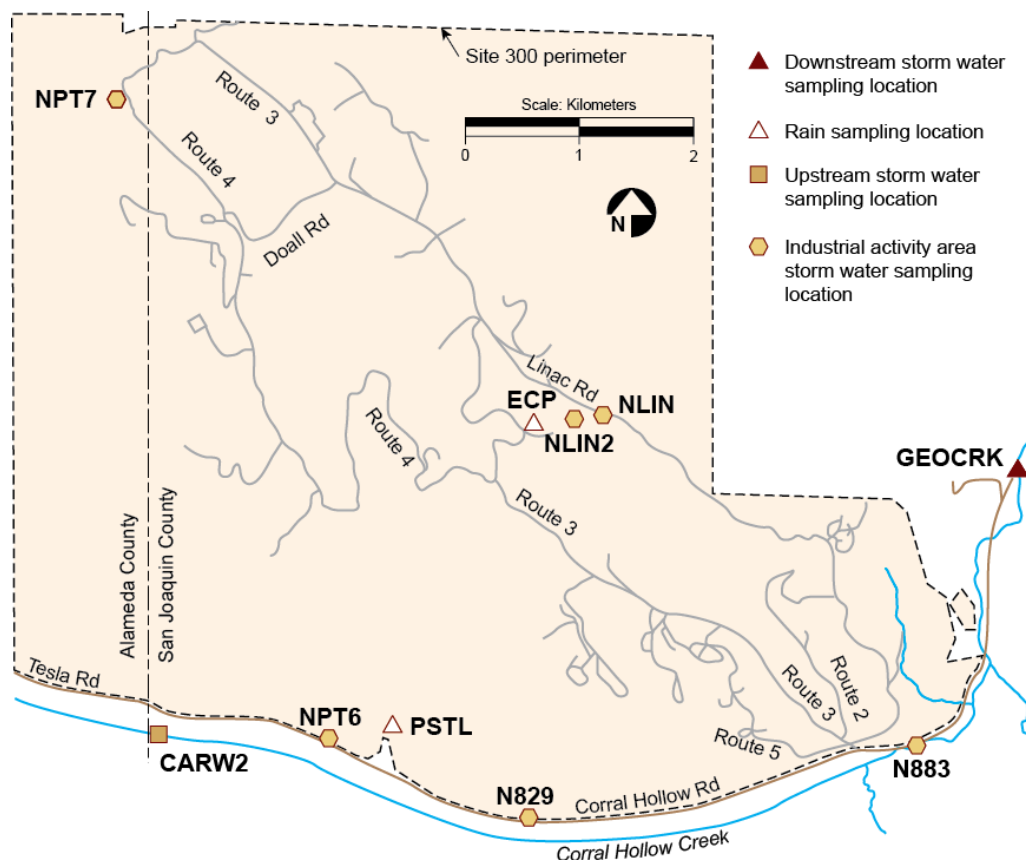 Site 300 perimeter
Downstream storm water
sampling location
Rain sampling location
Upstream storm water
sampling location
Industrial activity area
storm water sampling
location
Scale: Kilometers
0
1
2
N
NPT7
Route 3
Route 4
Doall Rd
Linac Rd
ECP
NLIN
NLIN2
Route 4
GEOCRK
Route 3
Alameda County
San Joaquin County
Tesla Rd
Route 2
Route 3
NPT6
PSTL
Route 5
CARW2
N883
N829
Corral Hollow Rd
Corral Hollow Creek